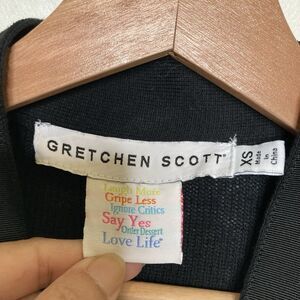 GRETCHEN SCOTT
XS
Made
in
China
Laugh More
Gripe Less
Ignore Critics
Say Yes
Order Dessert
Love Life